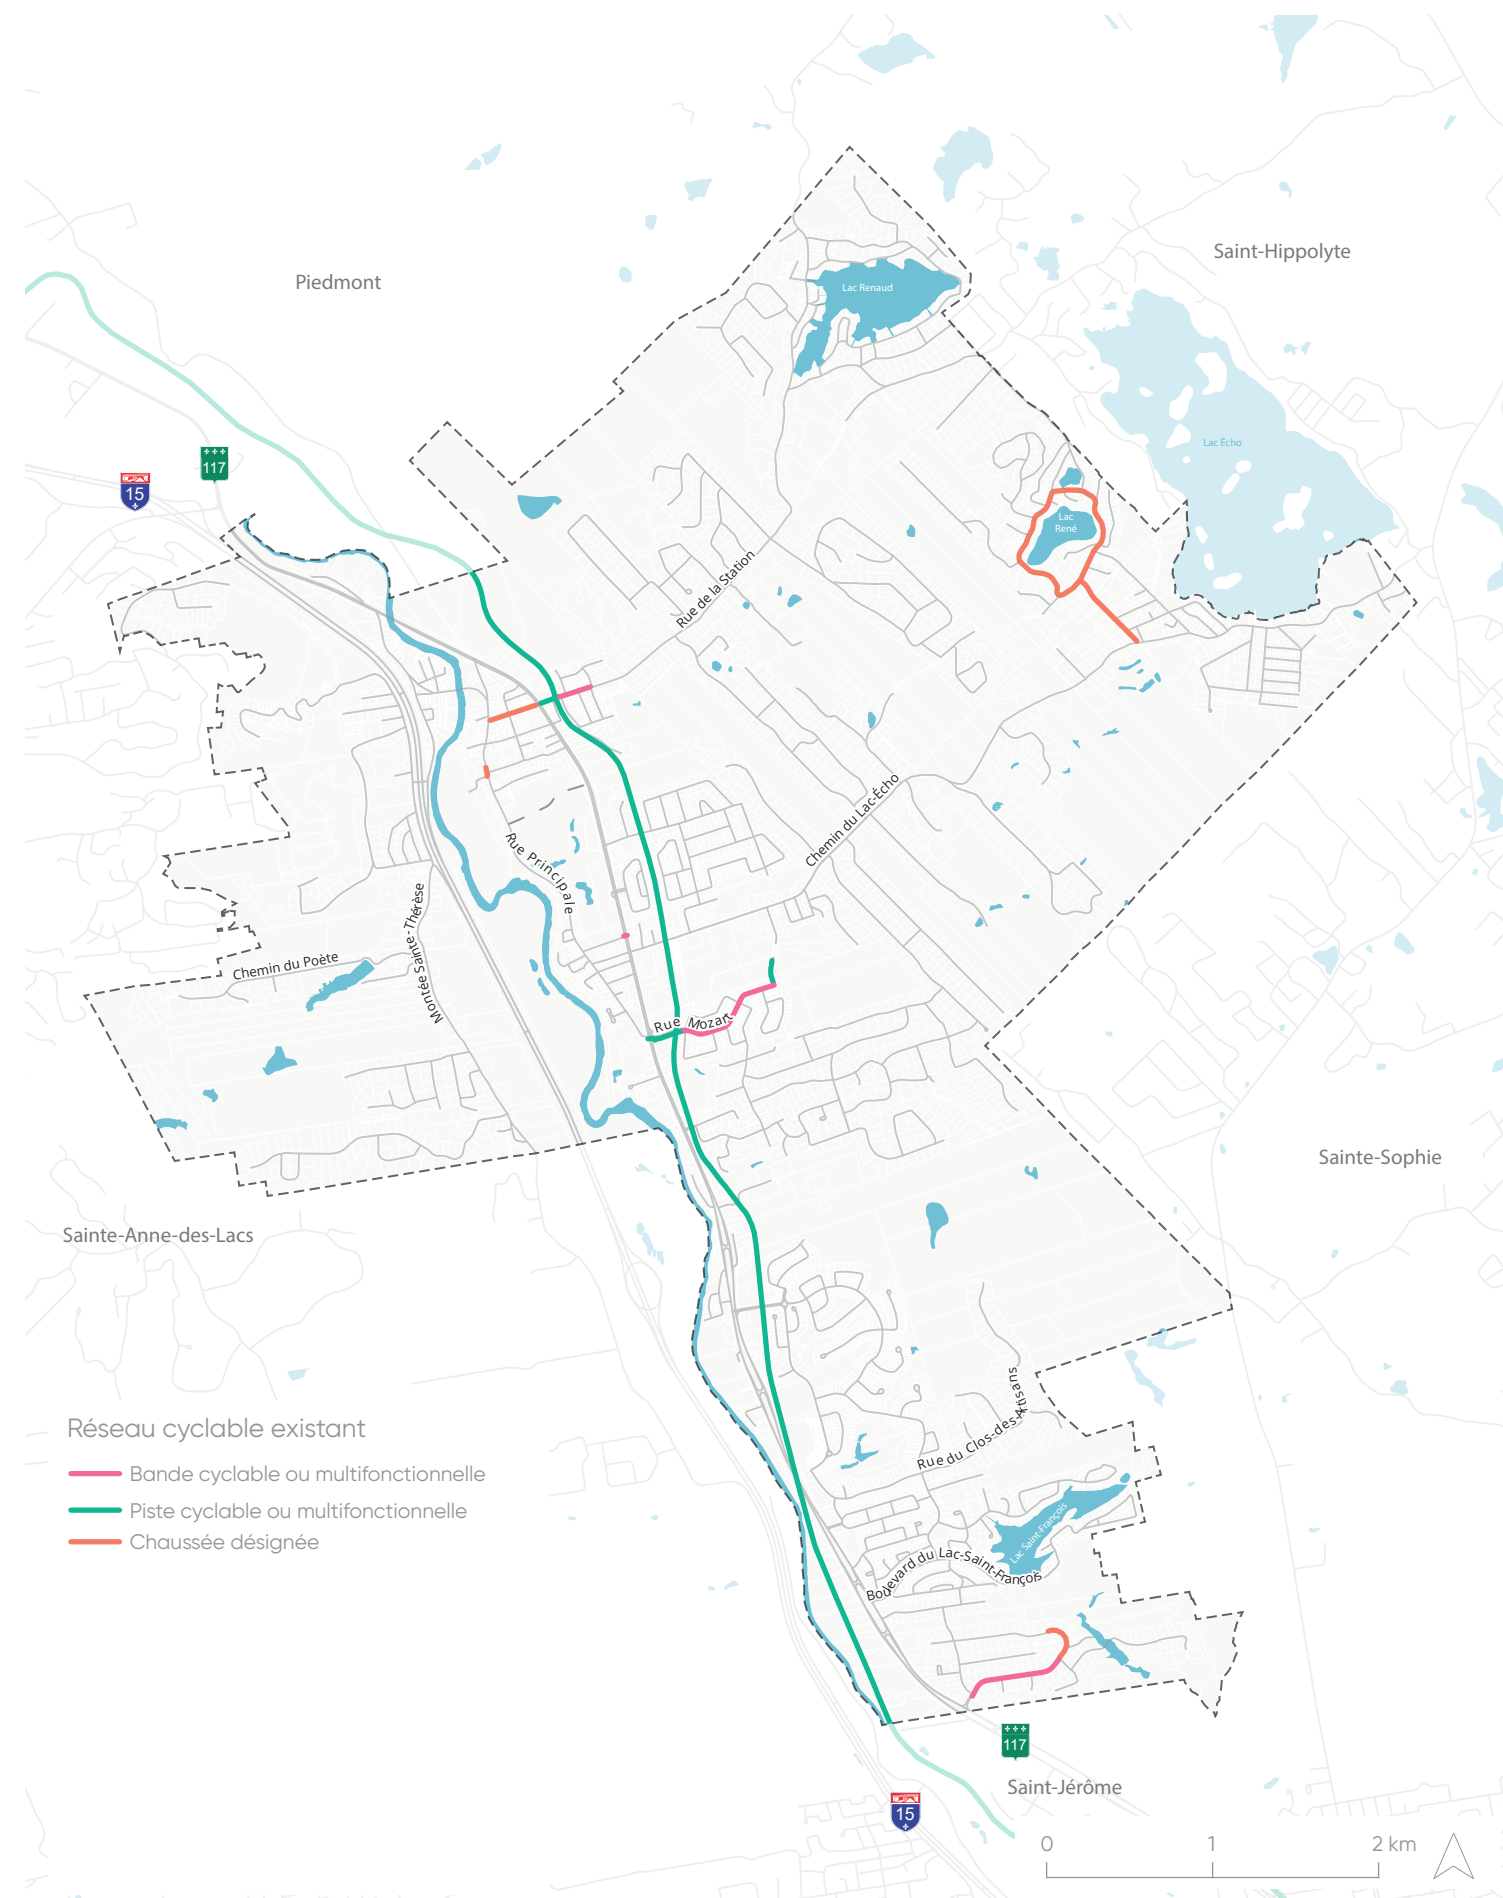 Saint-Hippolyte
Piedmont
Lac Renaud
Lac Écho
117
15
Lac
René
Rue de la Station
Chemin du Lac-Écho
Rue Principale
Montée Sainte-Thérèse
Chemin du Poète
Rue Mozart
Sainte-Sophie
Sainte-Anne-des-Lacs
Rue du Clos-des-Artisans
Réseau cyclable existant
Bande cyclable ou multifonctionnelle
Piste cyclable ou multifonctionnelle
Chaussée désignée
Lac Saint-François
Boulevard du Lac-Saint-François
117
Saint-Jérôme
15
0 1 2 km